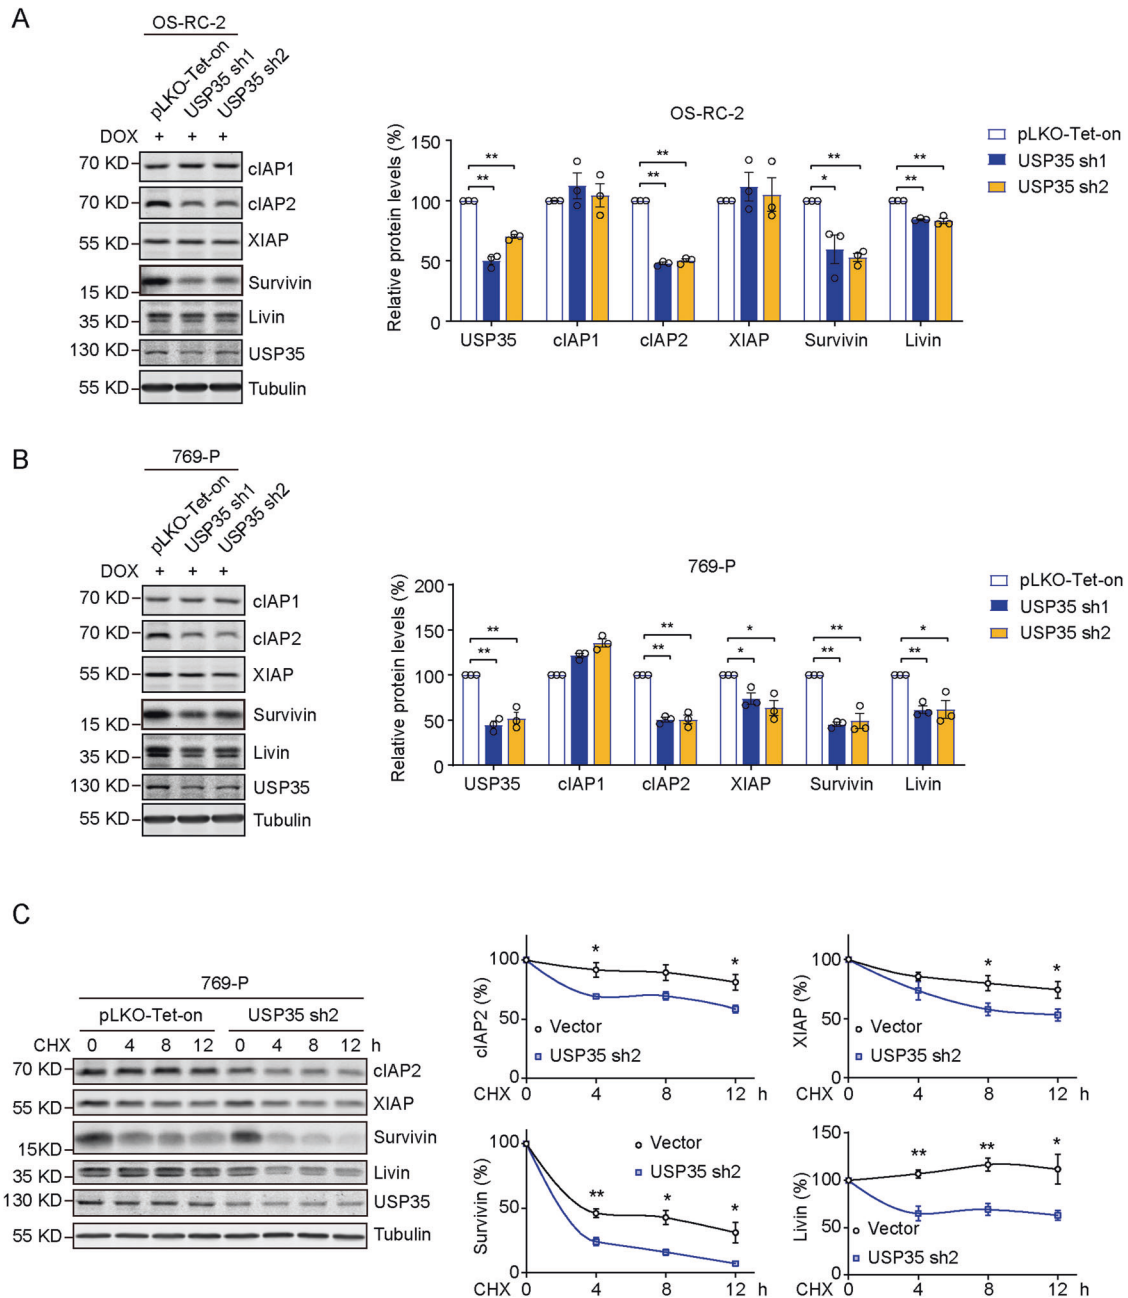 A
OS-RC-2
pLKO-Tet-on
USP35 sh1
USP35 sh2
DOX + + +
70 KD cIAP1
70 KD cIAP2
55 KD XIAP
15 KD Survivin
35 KD Livin
130 KD USP35
55 KD Tubulin
OS-RC-2
Relative protein levels (%)
150
100
50
0
** ** ** ** ** * ** **
USP35 cIAP1 cIAP2 XIAP Survivin Livin
pLKO-Tet-on
USP35 sh1
USP35 sh2
B
769-P
pLKO-Tet-on
USP35 sh1
USP35 sh2
DOX + + +
70 KD cIAP1
70 KD cIAP2
55 KD XIAP
15 KD Survivin
35 KD Livin
130 KD USP35
55 KD Tubulin
769-P
Relative protein levels (%)
200
150
100
50
0
** ** ** ** * * ** ** * **
USP35 cIAP1 cIAP2 XIAP Survivin Livin
pLKO-Tet-on
USP35 sh1
USP35 sh2
C
769-P
pLKO-Tet-on USP35 sh2
CHX 0 4 8 12 0 4 8 12 h
70 KD cIAP2
55 KD XIAP
15KD Survivin
35 KD Livin
130 KD USP35
55 KD Tubulin
cIAP2 (%)
100
50
0
* *
Vector
USP35 sh2
CHX 0 4 8 12 h
XIAP (%)
100
50
0
* *
Vector
USP35 sh2
CHX 0 4 8 12 h
Survivin (%)
100
50
0
** * *
Vector
USP35 sh2
CHX 0 4 8 12 h
Livin (%)
150
100
50
0
** ** *
Vector
USP35 sh2
CHX 0 4 8 12 h